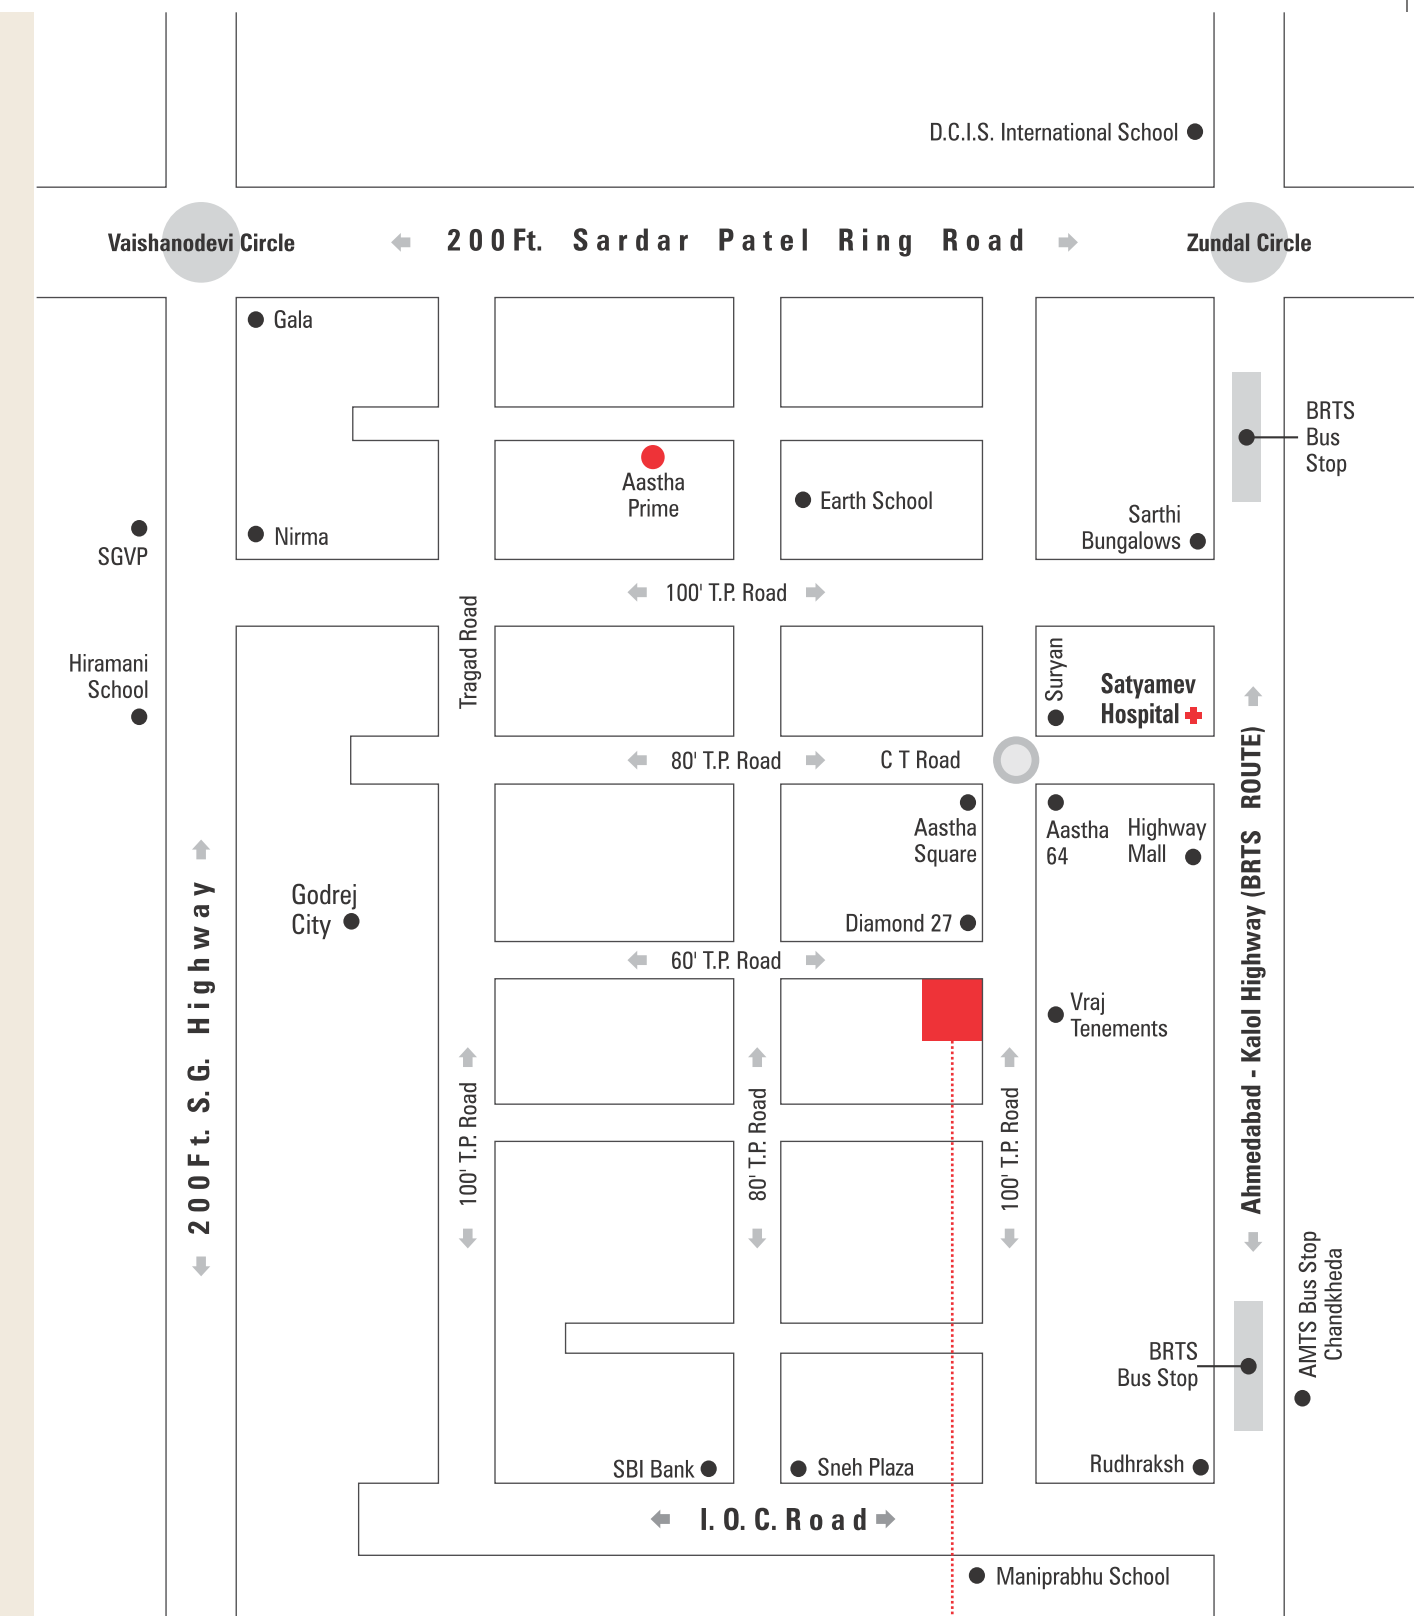 D.C.I.S. International School
Vaishanodevi Circle
200Ft. Sardar Patel Ring Road
Zundal Circle
Gala
BRTS
Bus
Stop
Aastha
Prime
Earth School
Sarthi
Bungalows
Nirma
SGVP
100' T.P. Road
Tragad Road
Hiramani
School
Suryan
Satyamev
Hospital
80' T.P. Road
C T Road
Aastha
Square
Aastha
64
Highway
Mall
Godrej
City
Diamond 27
60' T.P. Road
Vraj
Tenements
200Ft. S.G. Highway
100' T.P. Road
80' T.P. Road
100' T.P. Road
Ahmedabad - Kalol Highway (BRTS ROUTE)
AMTS Bus Stop
Chandkheda
BRTS
Bus Stop
SBI Bank
Sneh Plaza
Rudhraksh
I.O.C.Road
Maniprabhu School